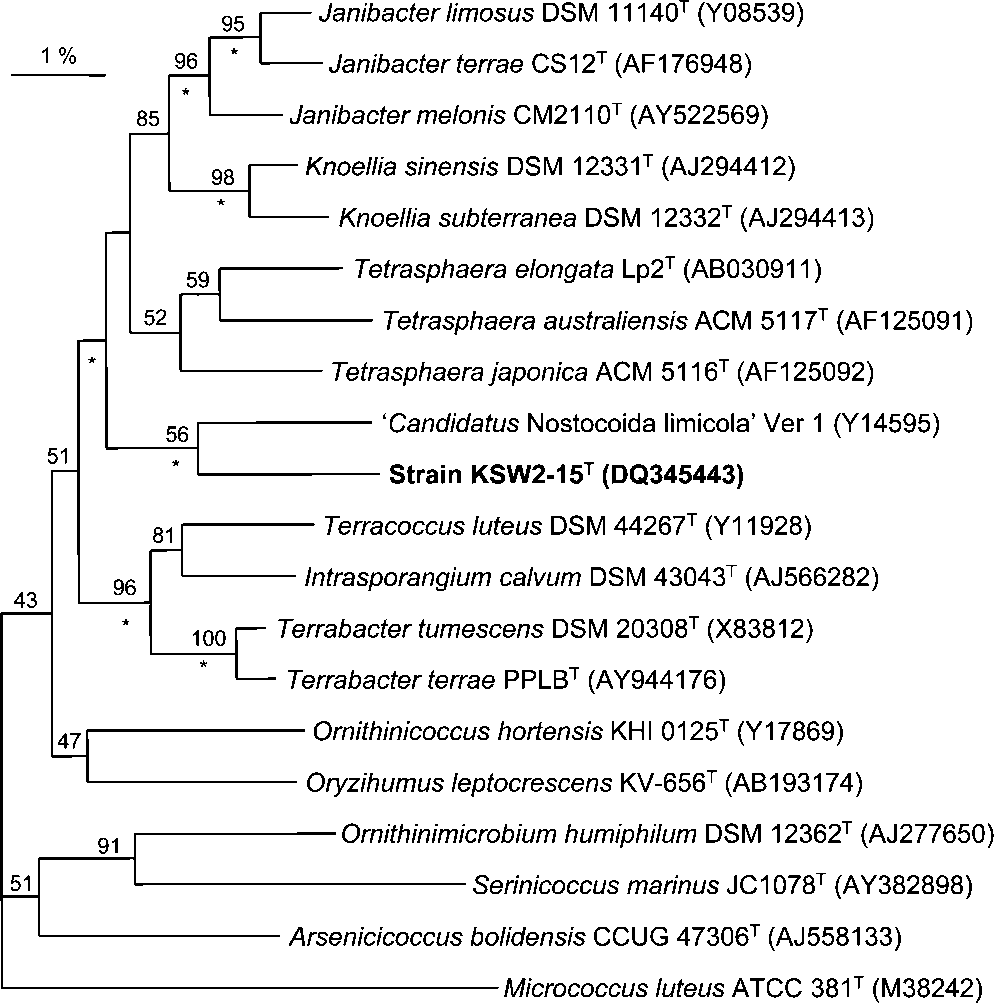 95
Janibacter limosus DSM 11140ᵀ (Y08539)
1 %
*
96
Janibacter terrae CS12ᵀ (AF176948)
*
85
Janibacter melonis CM2110ᵀ (AY522569)
Knoellia sinensis DSM 12331ᵀ (AJ294412)
98
*
Knoellia subterranea DSM 12332ᵀ (AJ294413)
Tetrasphaera elongata Lp2ᵀ (AB030911)
59
52
Tetrasphaera australiensis ACM 5117ᵀ (AF125091)
*
Tetrasphaera japonica ACM 5116ᵀ (AF125092)
‘Candidatus Nostocoida limicola’ Ver 1 (Y14595)
56
*
51
Strain KSW2-15ᵀ (DQ345443)
Terracoccus luteus DSM 44267ᵀ (Y11928)
81
Intrasporangium calvum DSM 43043ᵀ (AJ566282)
96
*
43
Terrabacter tumescens DSM 20308ᵀ (X83812)
100
*
Terrabacter terrae PPLBᵀ (AY944176)
Ornithinicoccus hortensis KHI 0125ᵀ (Y17869)
47
Oryzihumus leptocrescens KV-656ᵀ (AB193174)
Ornithinimicrobium humiphilum DSM 12362ᵀ (AJ277650)
91
51
Serinicoccus marinus JC1078ᵀ (AY382898)
Arsenicicoccus bolidensis CCUG 47306ᵀ (AJ558133)
Micrococcus luteus ATCC 381ᵀ (M38242)